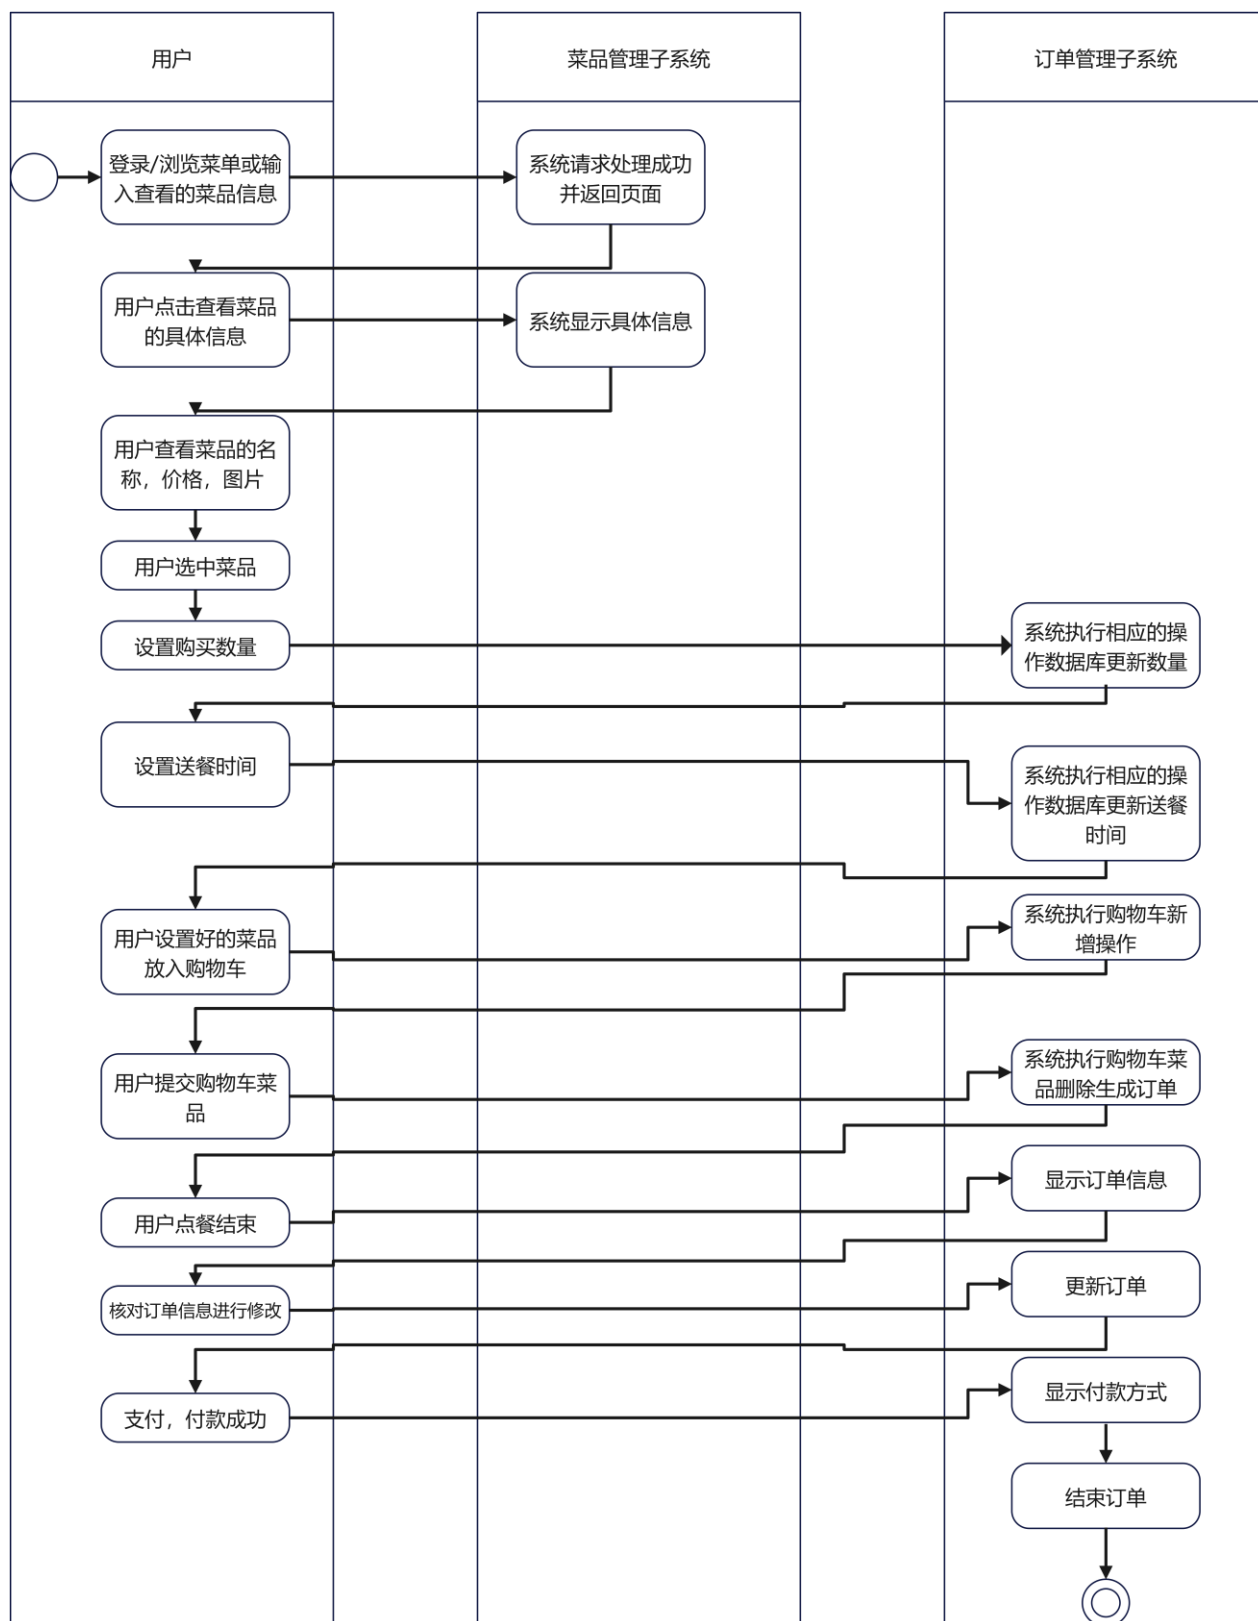 用户
菜品管理子系统
订单管理子系统
登录/浏览菜单或输
入查看的菜品信息
系统请求处理成功
并返回页面
用户点击查看菜品
的具体信息
系统显示具体信息
用户查看菜品的名
称，价格，图片
用户选中菜品
设置购买数量
系统执行相应的操
作数据库更新数量
设置送餐时间
系统执行相应的操
作数据库更新送餐
时间
用户设置好的菜品
放入购物车
系统执行购物车新
增操作
用户提交购物车菜
品
系统执行购物车菜
品删除生成订单
用户点餐结束
显示订单信息
核对订单信息进行修改
更新订单
支付，付款成功
显示付款方式
结束订单